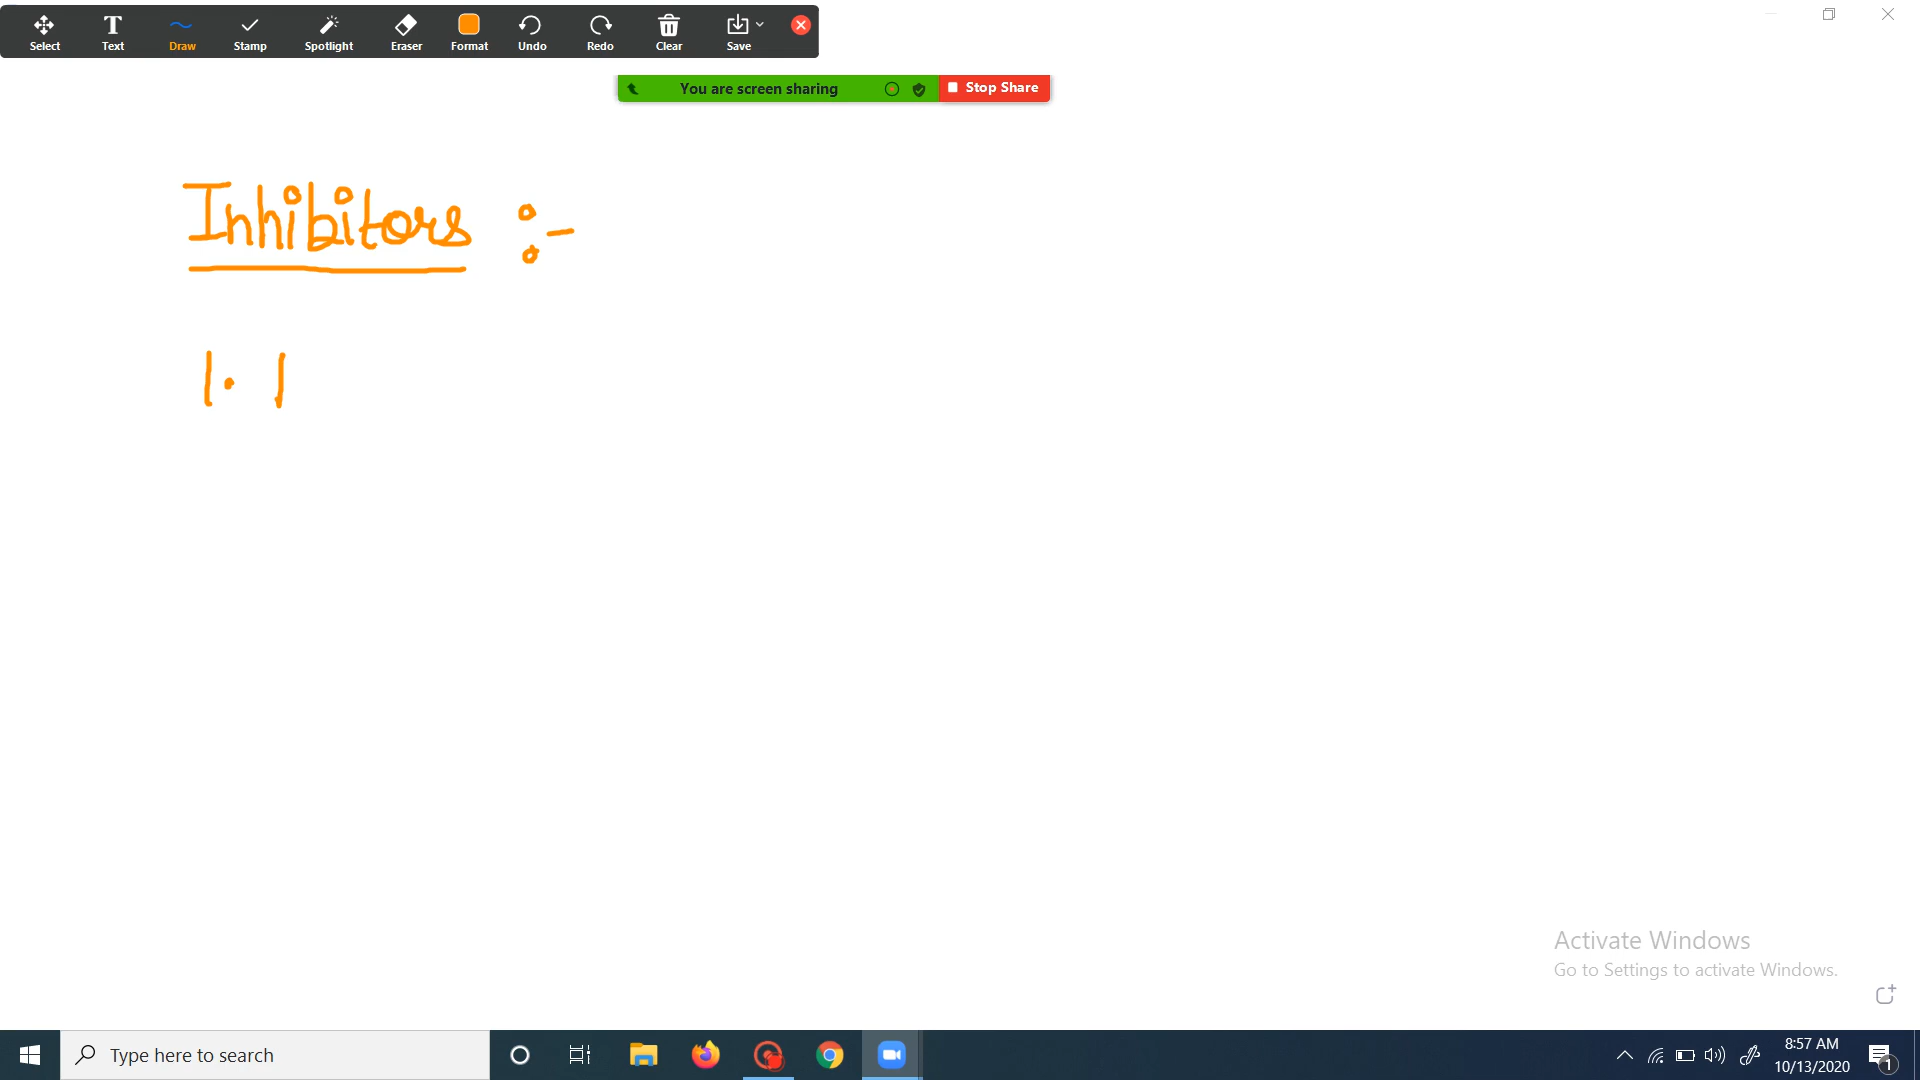 Select Text Draw Stamp Spotlight Eraser Format Undo Redo Clear Save
You are screen sharing Stop Share
Inhibitors :-
1.
Activate Windows
Go to Settings to activate Windows.
Type here to search
8:57 AM
10/13/2020
1